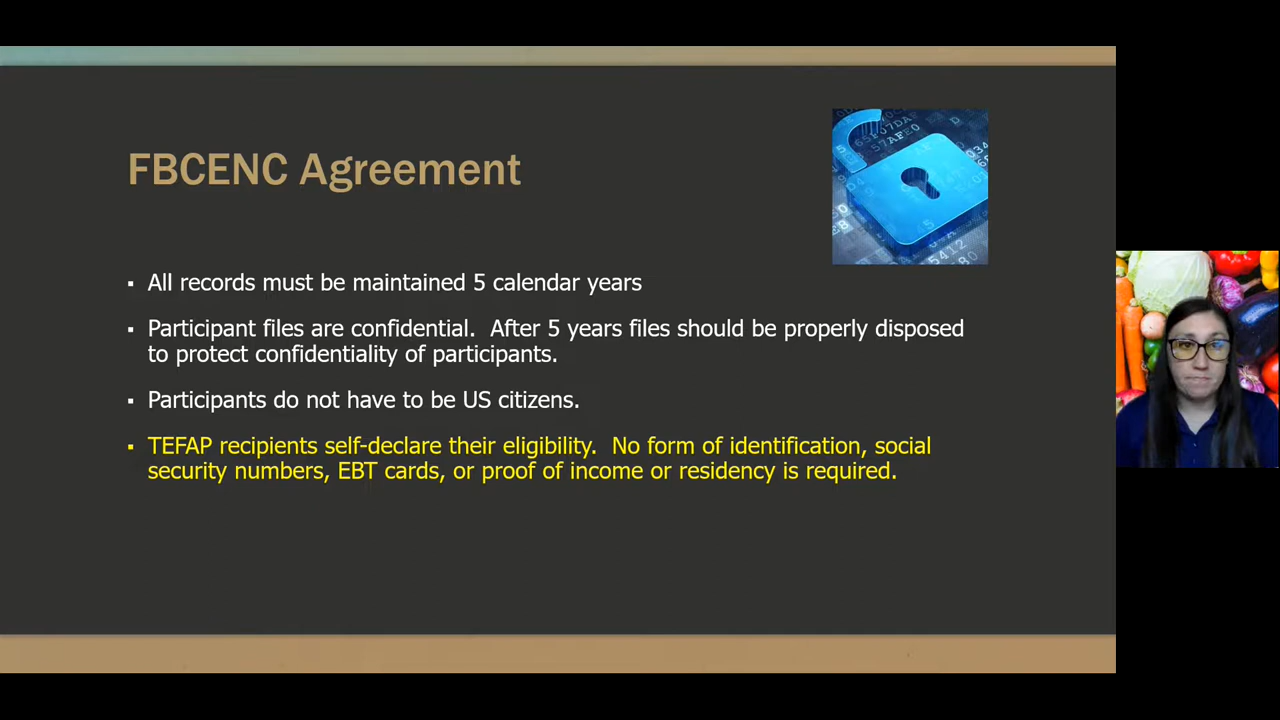 FBCENC Agreement
▪ All records must be maintained 5 calendar years
▪ Participant files are confidential.  After 5 years files should be properly disposed
to protect confidentiality of participants.
▪ Participants do not have to be US citizens.
▪ TEFAP recipients self-declare their eligibility.  No form of identification, social
security numbers, EBT cards, or proof of income or residency is required.